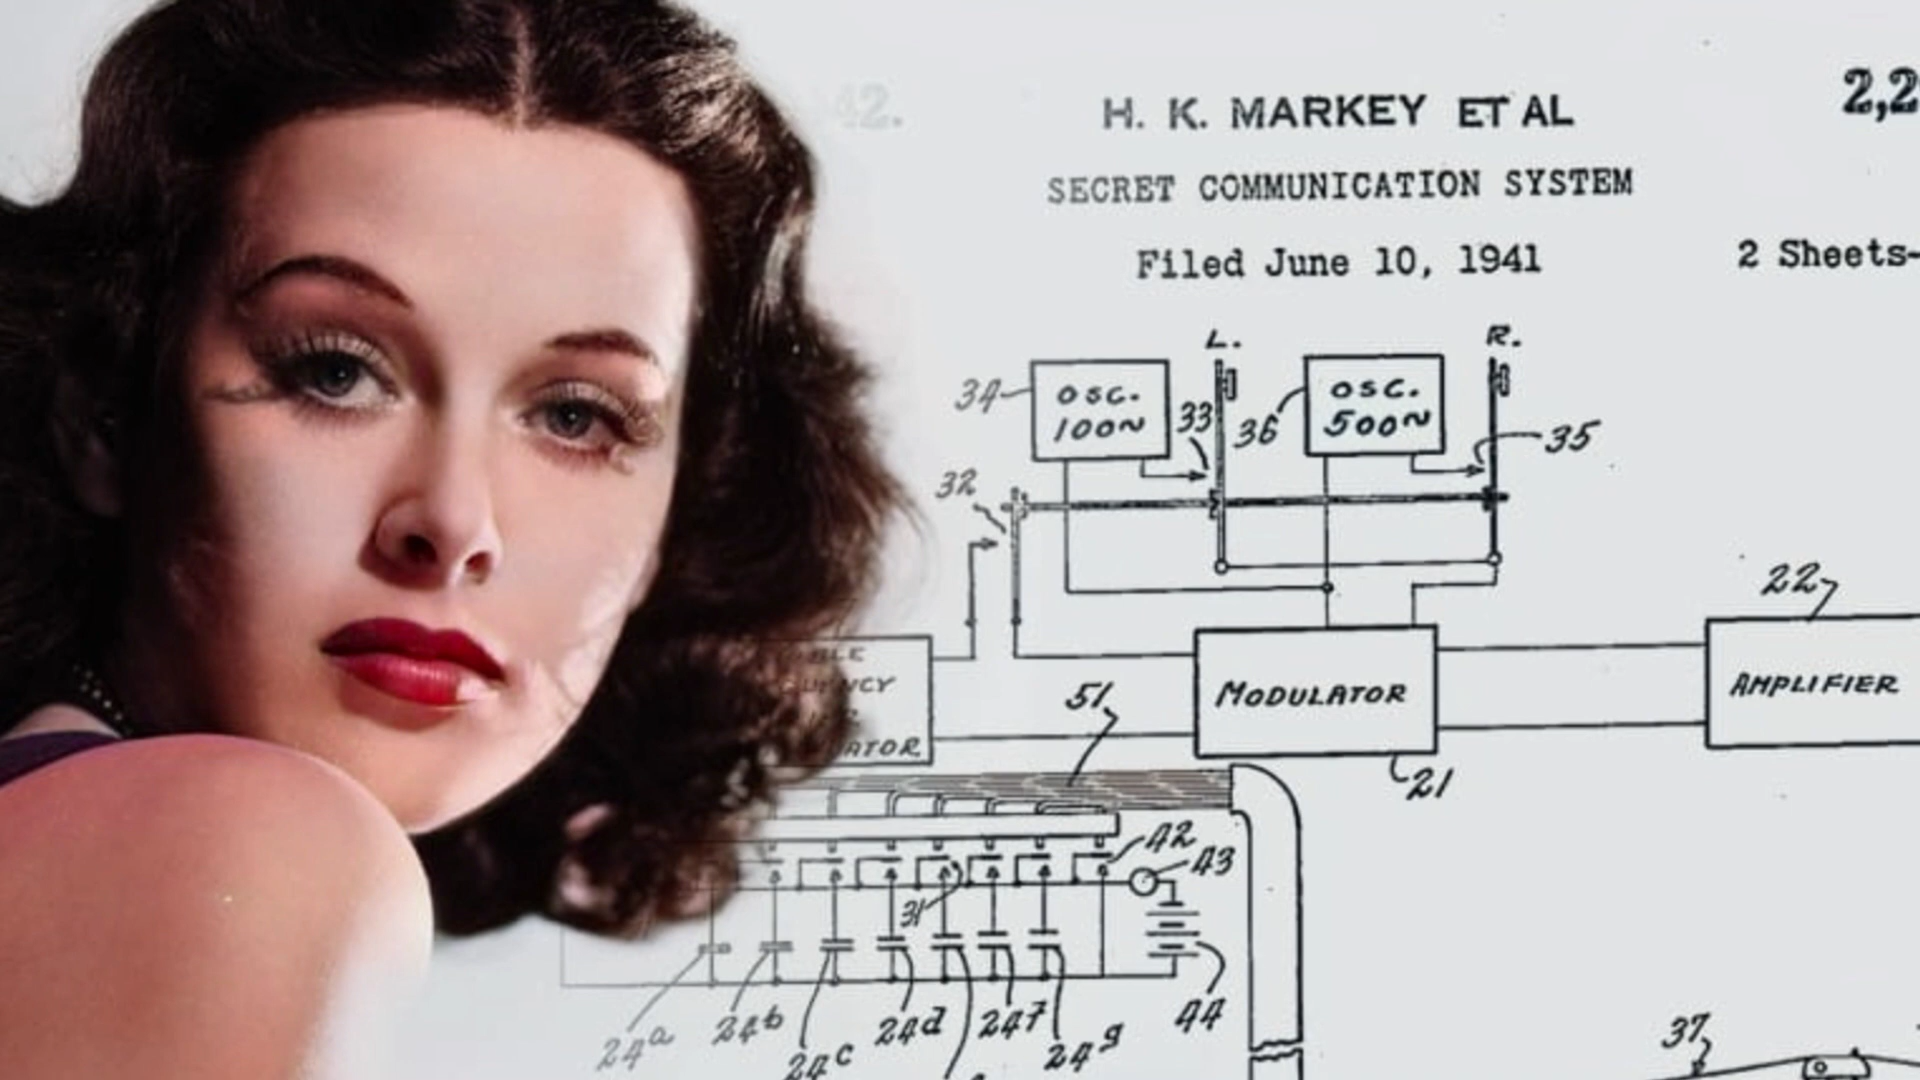 42.
H. K. MARKEY ET AL
2,2
SECRET COMMUNICATION SYSTEM
Filed June 10, 1941
2 Sheets-
L.
R.
34
OSC.
100~
33
36
OSC.
500~
35
32
22
51
MODULATOR
AMPLIFIER
21
42
43
31
44
24a
24b
24c
24d
24f
24g
37